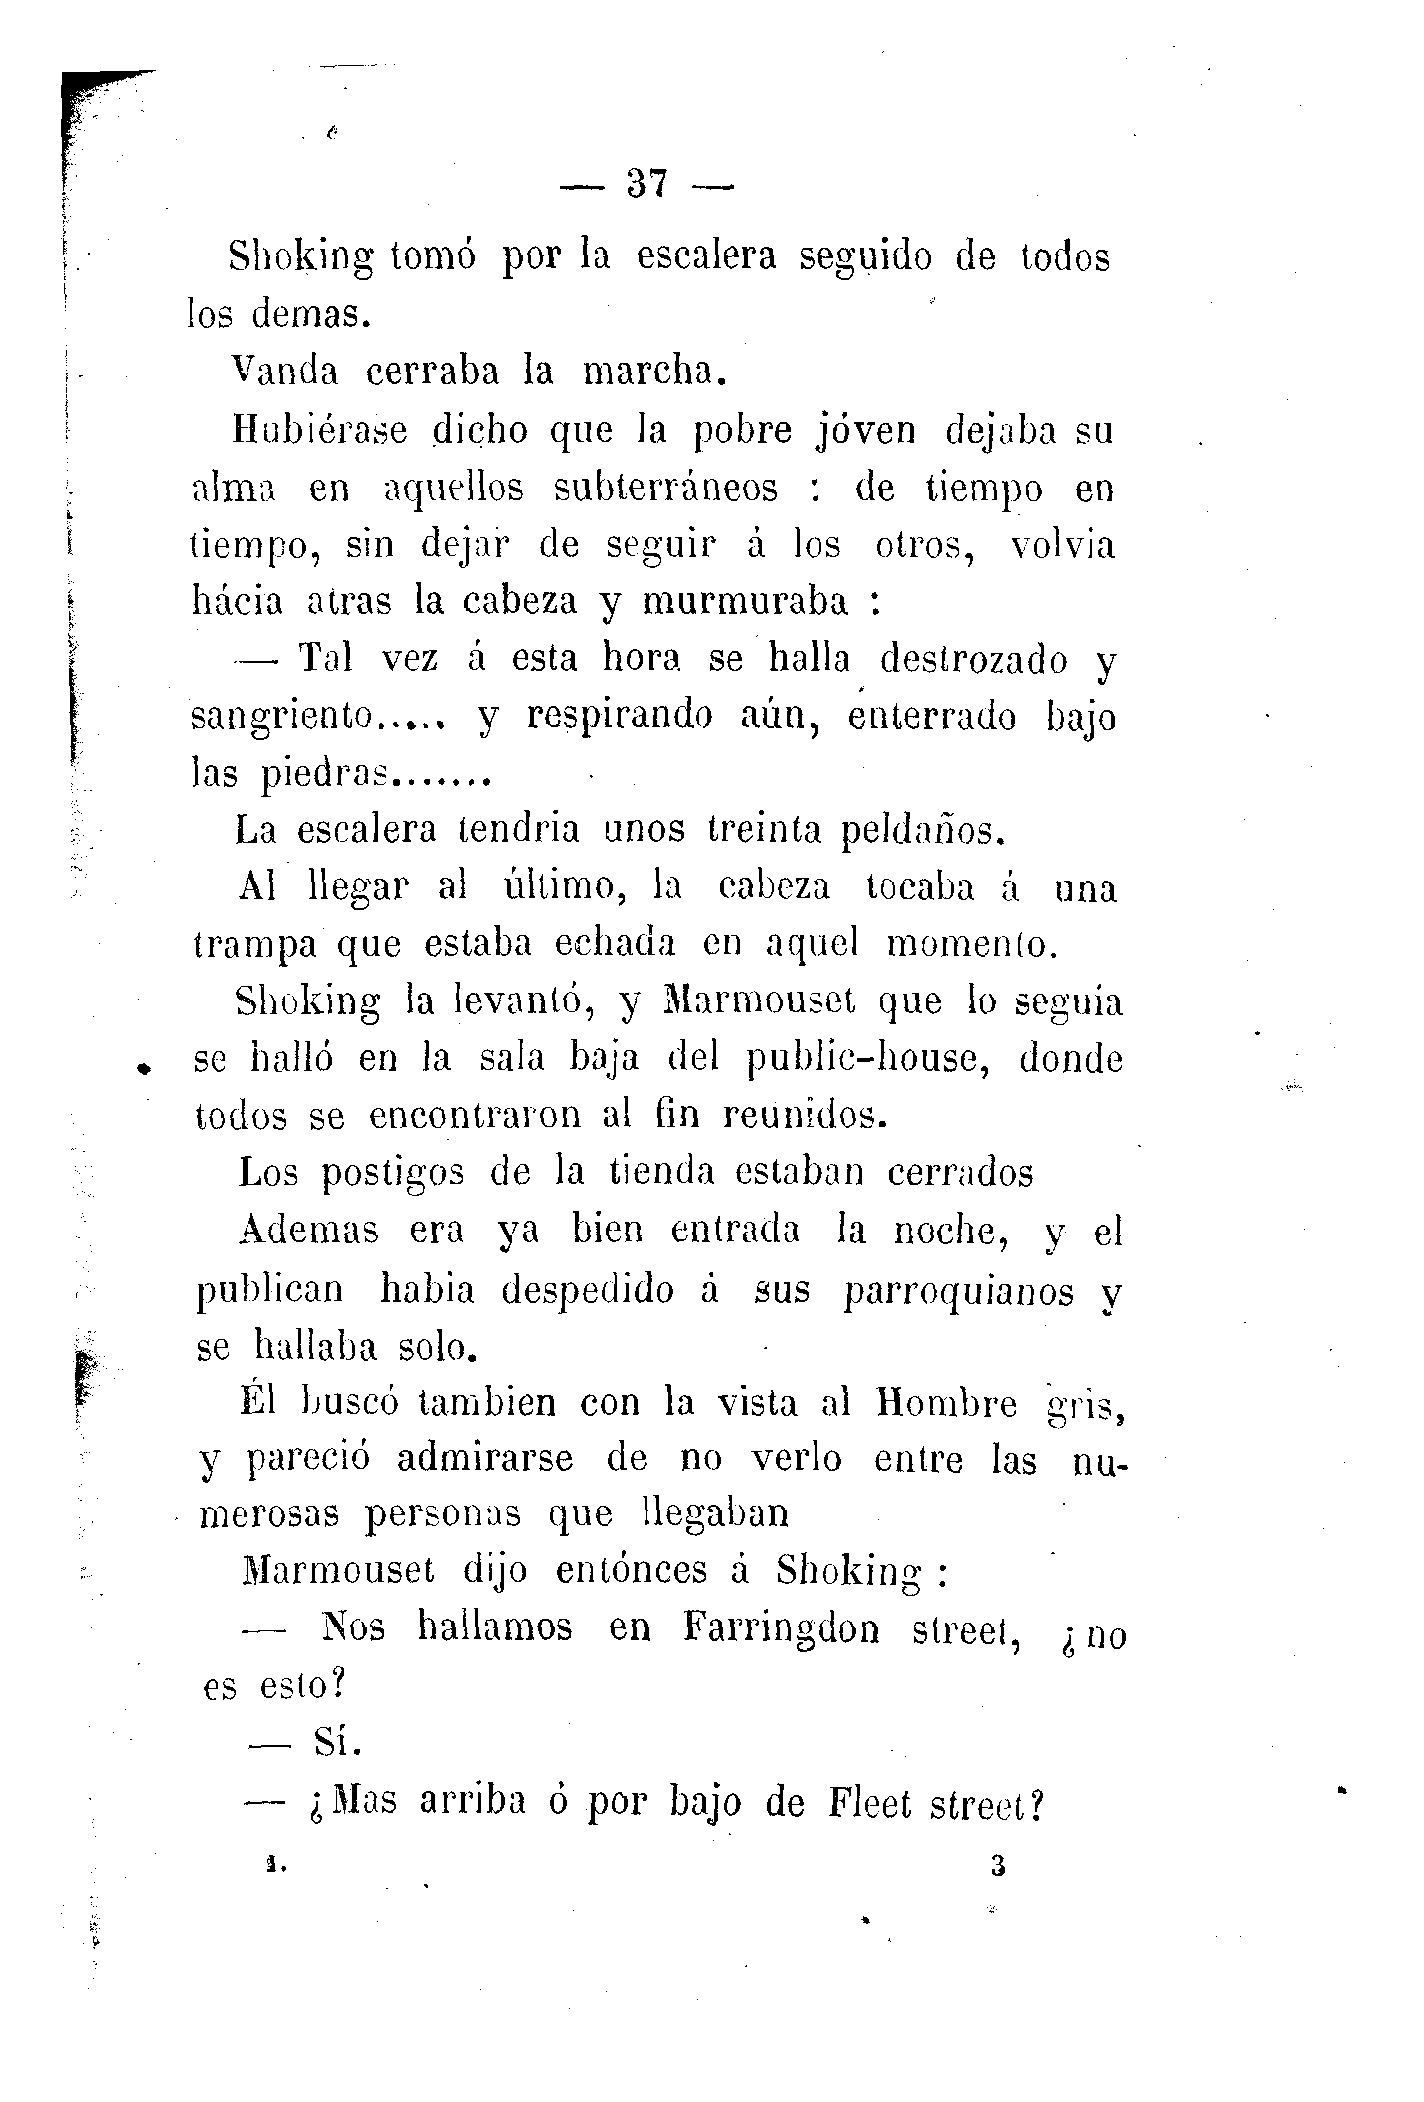 — 37 —
Shoking tomó por la escalera seguido de todos
los demas.
Vanda cerraba la marcha.
Hubiérase dicho que la pobre jóven dejaba su
alma en aquellos subterráneos : de tiempo en
tiempo, sin dejar de seguir á los otros, volvia
hácia atras la cabeza y murmuraba :
— Tal vez á esta hora se halla destrozado y
sangriento..... y respirando aún, enterrado bajo
las piedras.......
La escalera tendria unos treinta peldaños.
Al llegar al último, la cabeza tocaba á una
trampa que estaba echada en aquel momento.
Shoking la levantó, y Marmouset que lo seguia
se halló en la sala baja del public-house, donde
todos se encontraron al fin reunidos.
Los postigos de la tienda estaban cerrados
Ademas era ya bien entrada la noche, y el
publican habia despedido á sus parroquianos y
se hallaba solo.
Él buscó tambien con la vista al Hombre gris,
y pareció admirarse de no verlo entre las nu-
merosas personas que llegaban
Marmouset dijo entónces á Shoking :
— Nos hallamos en Farringdon street, ¿no
es esto?
— Sí.
— ¿Mas arriba ó por bajo de Fleet street?
1. 3